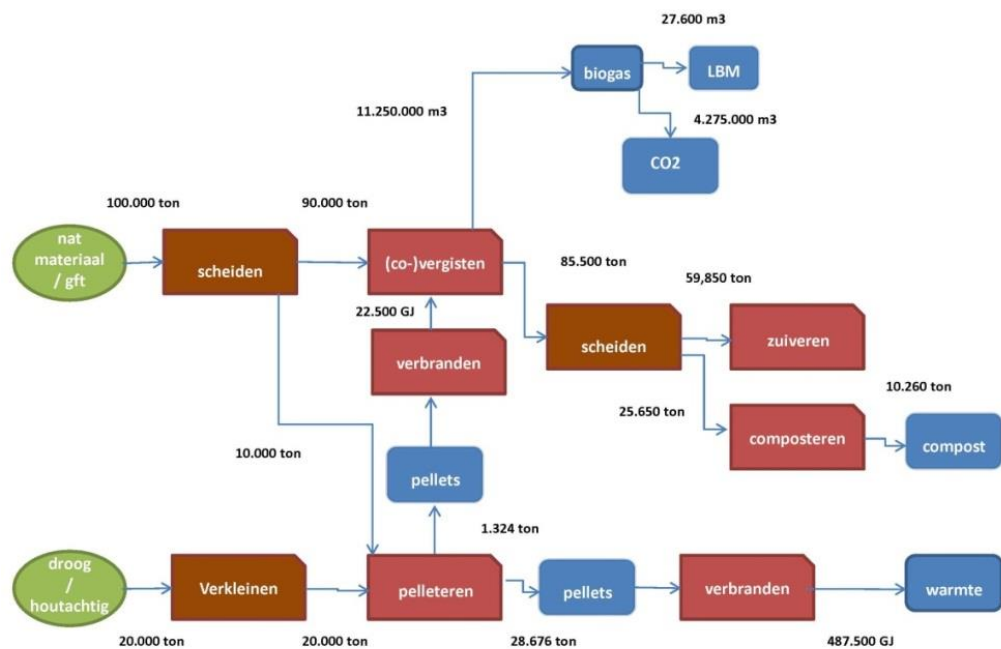 27.600 m3
biogas
LBM
11.250.000 m3
4.275.000 m3
CO2
100.000 ton
90.000 ton
nat
materiaal
/ gft
scheiden
(co-)vergisten
85.500 ton
59,850 ton
22.500 GJ
verbranden
scheiden
zuiveren
10.260 ton
25.650 ton
composteren
compost
10.000 ton
pellets
1.324 ton
droog
/
houtachtig
Verkleinen
pelleteren
pellets
verbranden
warmte
20.000 ton
20.000 ton
28.676 ton
487.500 GJ